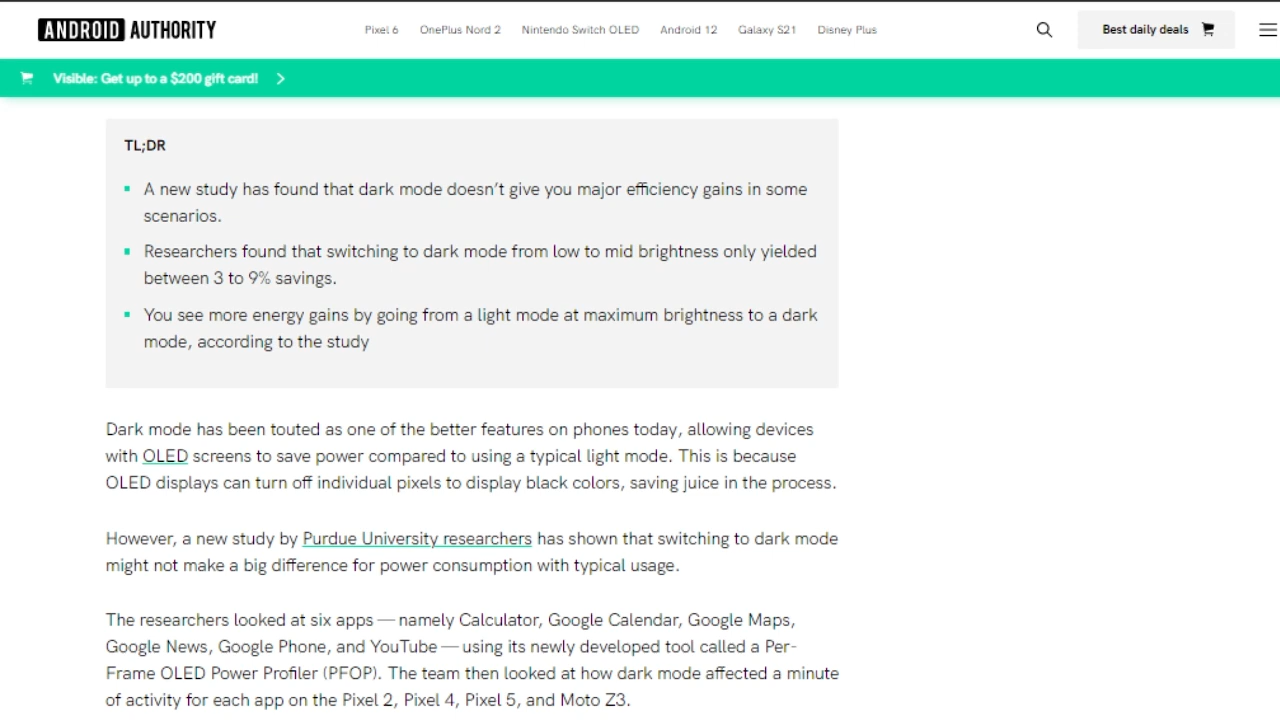 ANDROID AUTHORITY
Pixel 6 OnePlus Nord 2 Nintendo Switch OLED Android 12 Galaxy S21 Disney Plus
Best daily deals
Visible: Get up to a $200 gift card!
TL;DR
A new study has found that dark mode doesn't give you major efficiency gains in some
scenarios.
Researchers found that switching to dark mode from low to mid brightness only yielded
between 3 to 9% savings.
You see more energy gains by going from a light mode at maximum brightness to a dark
mode, according to the study
Dark mode has been touted as one of the better features on phones today, allowing devices
with OLED screens to save power compared to using a typical light mode. This is because
OLED displays can turn off individual pixels to display black colors, saving juice in the process.
However, a new study by Purdue University researchers has shown that switching to dark mode
might not make a big difference for power consumption with typical usage.
The researchers looked at six apps — namely Calculator, Google Calendar, Google Maps,
Google News, Google Phone, and YouTube — using its newly developed tool called a Per-
Frame OLED Power Profiler (PFOP). The team then looked at how dark mode affected a minute
of activity for each app on the Pixel 2, Pixel 4, Pixel 5, and Moto Z3.